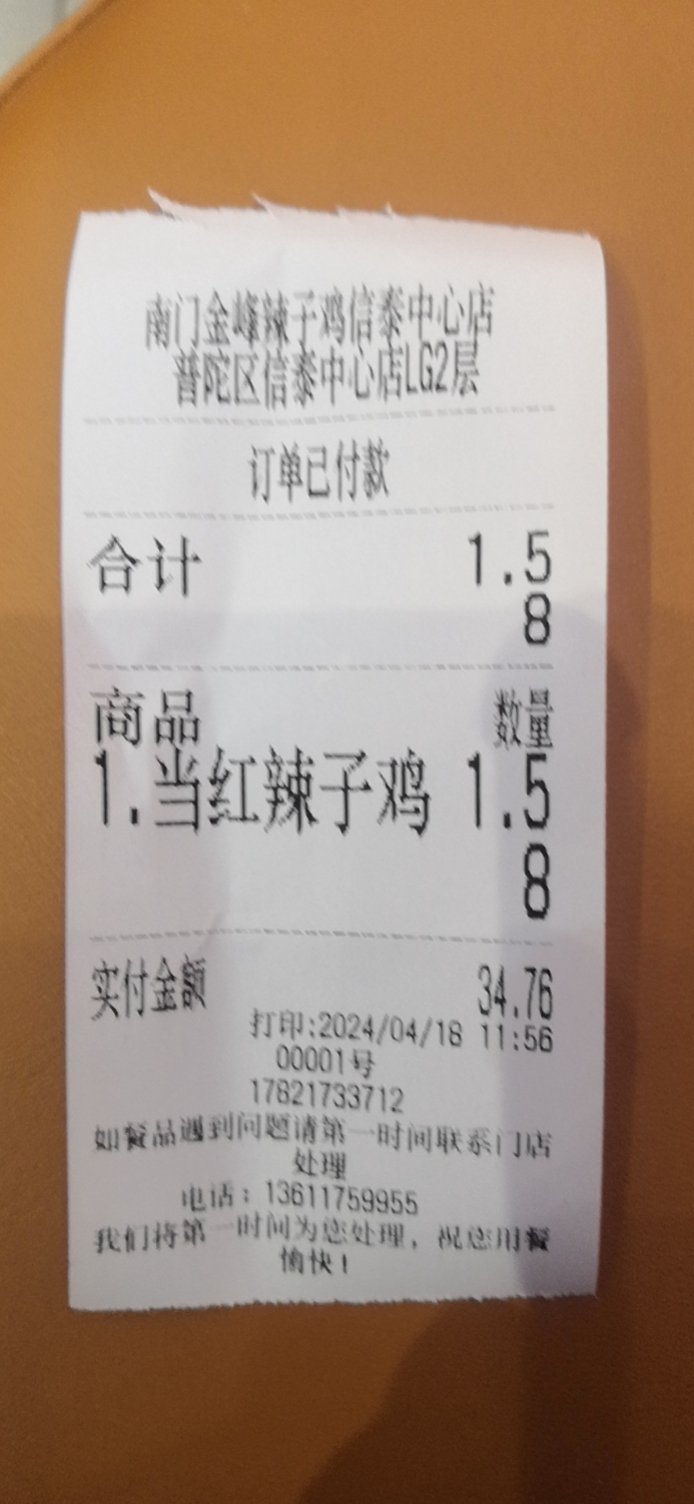 南门金峰辣子鸡信泰中心店
普陀区信泰中心店LG2层
订单已付款
合计 1.5
8
商品 数量
1.当红辣子鸡 1.5
8
实付金额 34.76
打印:2024/04/18 11:56
00001号
17821733712
如餐品遇到问题请第一时间联系门店
处理
电话：13611759955
我们将第一时间为您处理，祝您用餐
愉快！